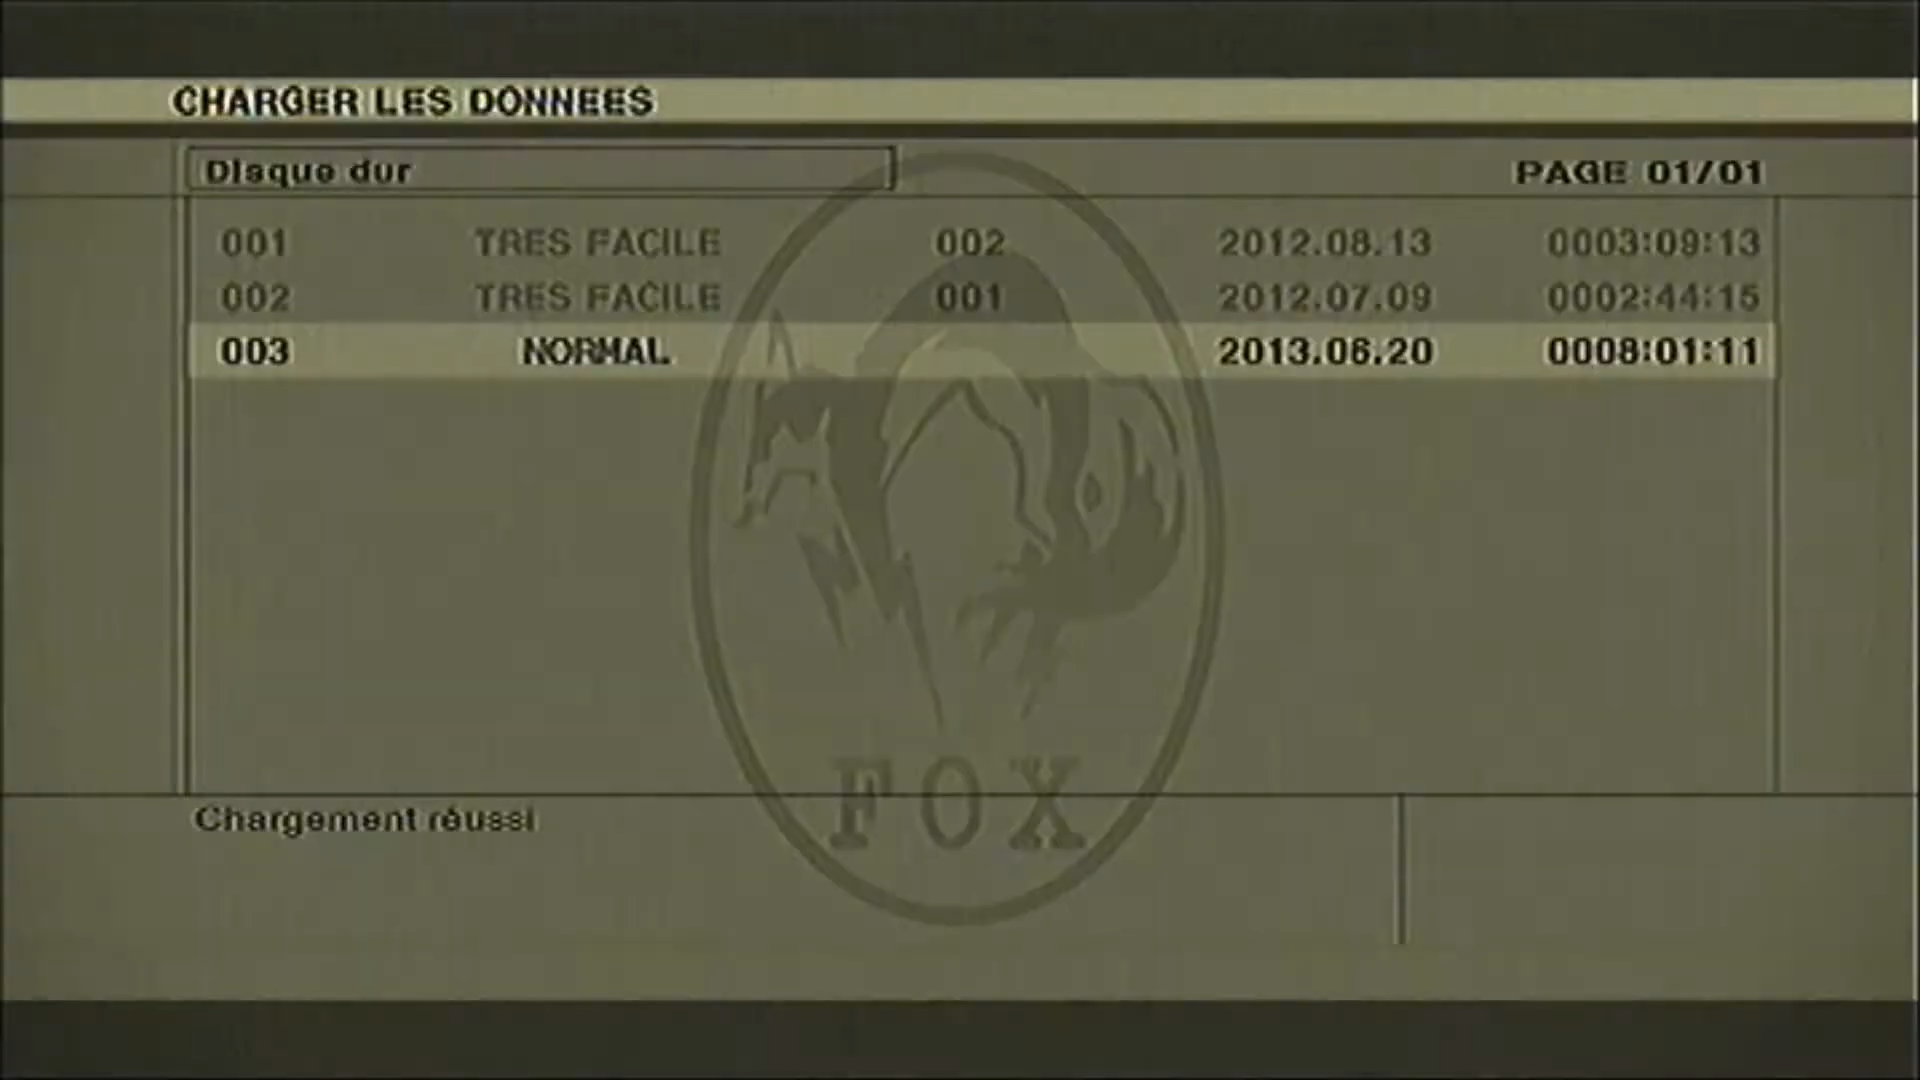 CHARGER LES DONNEES
Disque dur PAGE 01/01
001 TRES FACILE 002 2012.08.13 0003:09:13
002 TRES FACILE 001 2012.07.09 0002:44:15
003 NORMAL 2013.06.20 0008:01:11
Chargement réussi
FOX